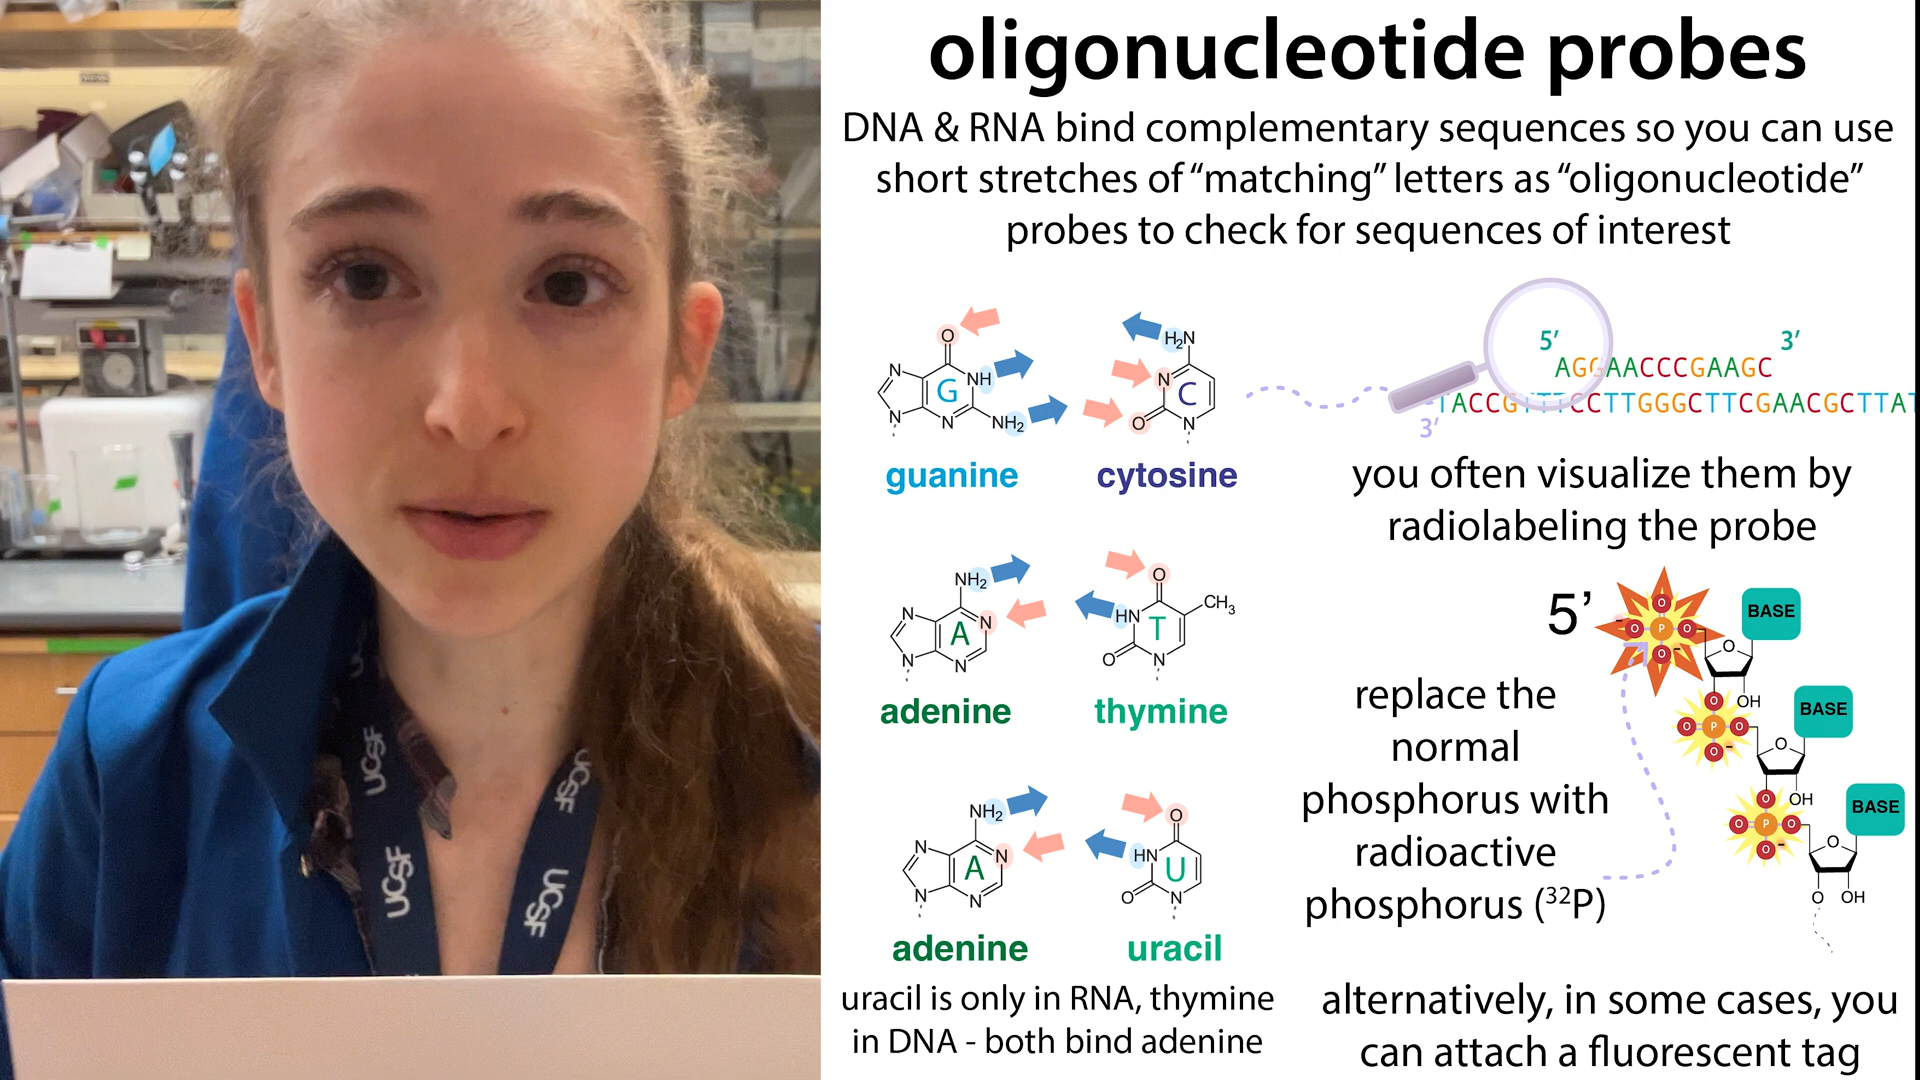 oligonucleotide probes
DNA & RNA bind complementary sequences so you can use
short stretches of “matching” letters as “oligonucleotide”
probes to check for sequences of interest
O
N
NH
G
N
N
NH₂
guanine
H₂N
N
C
O
N
cytosine
5’
3’
AGGAACCCGAAGC
TACCGTTTCCTTGGGCTTCGAACGCTTAT
3’
you often visualize them by
radiolabeling the probe
NH₂
N
N
A
N
N
adenine
O
CH₃
HN
T
O
N
thymine
5’
O
O
P
O
O
-
BASE
O
O
OH
O
P
O
O
-
BASE
O
O
OH
O
P
O
O
-
BASE
O
O
OH
replace the
normal
phosphorus with
radioactive
phosphorus (³²P)
NH₂
N
N
A
N
N
adenine
O
HN
U
O
N
uracil
uracil is only in RNA, thymine
in DNA - both bind adenine
alternatively, in some cases, you
can attach a fluorescent tag
UCSF
UCSF
UCSF
UCSF